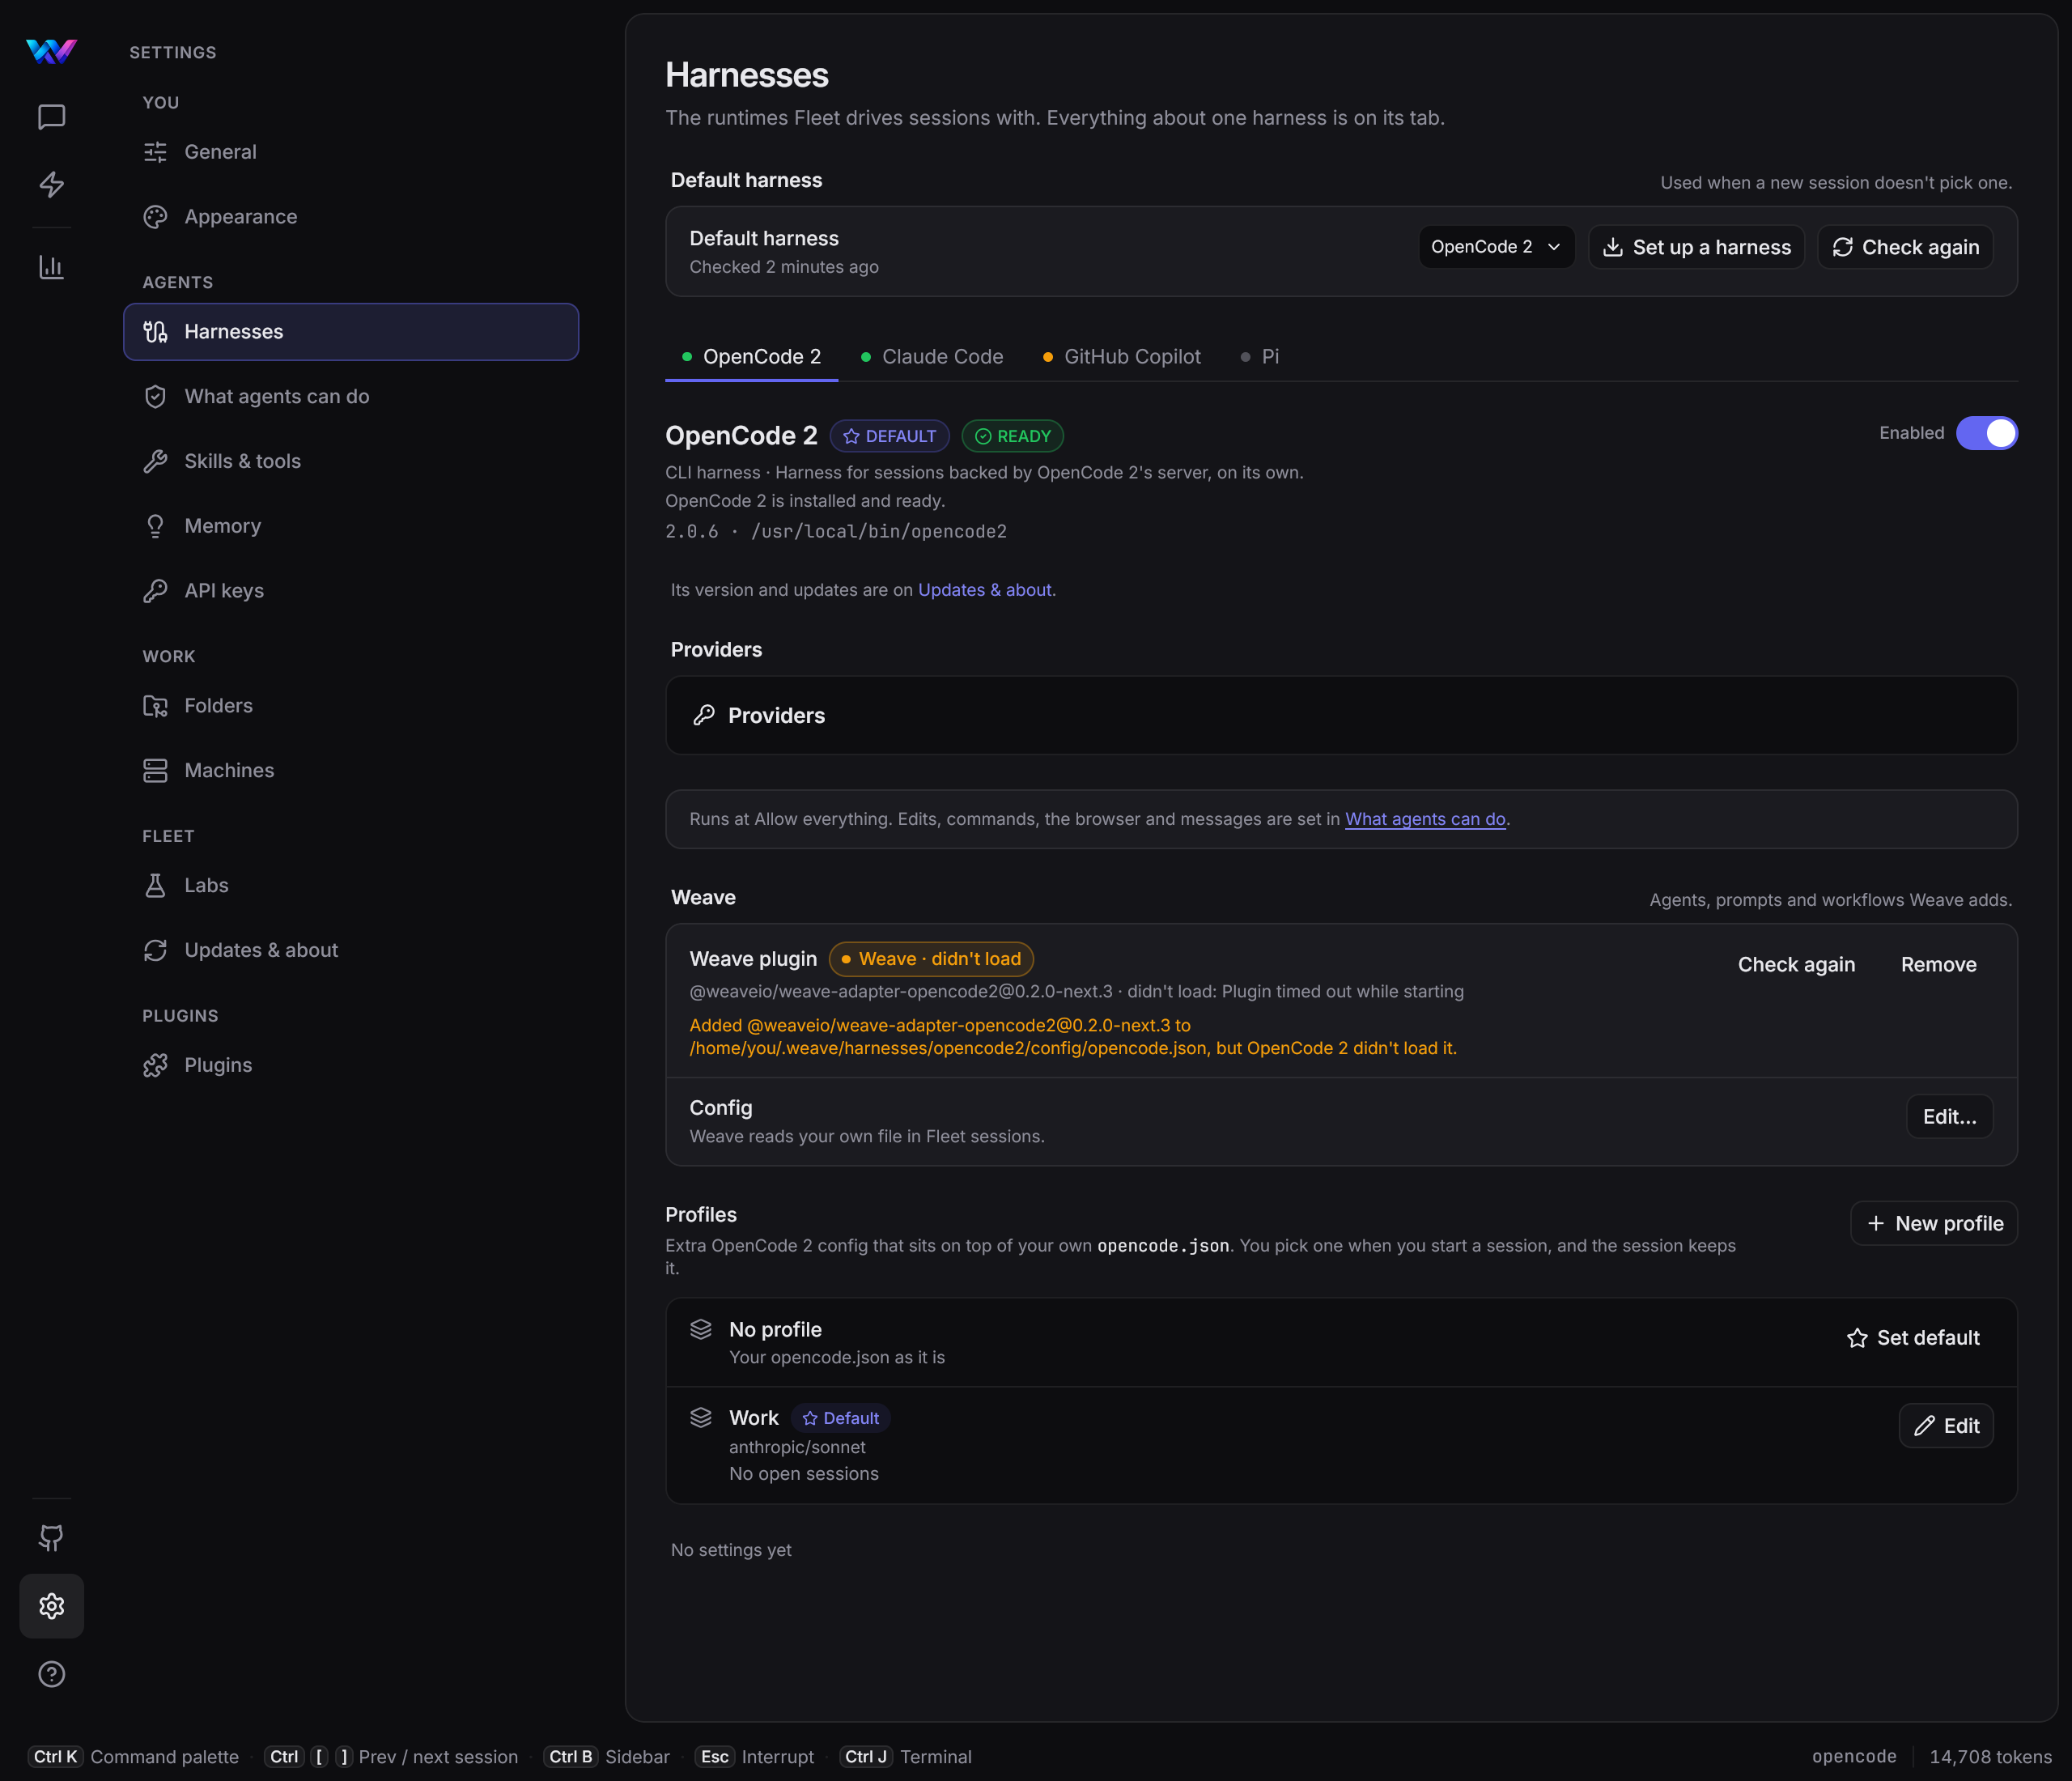 SETTINGS
YOU
General
Appearance
AGENTS
Harnesses
What agents can do
Skills & tools
Memory
API keys
WORK
Folders
Machines
FLEET
Labs
Updates & about
PLUGINS
Plugins
Harnesses
The runtimes Fleet drives sessions with. Everything about one harness is on its tab.
Default harness
Used when a new session doesn't pick one.
Default harness
Checked 2 minutes ago
OpenCode 2
Set up a harness
Check again
OpenCode 2
Claude Code
GitHub Copilot
Pi
OpenCode 2
DEFAULT
READY
Enabled
CLI harness · Harness for sessions backed by OpenCode 2's server, on its own.
OpenCode 2 is installed and ready.
2.0.6 · /usr/local/bin/opencode2
Its version and updates are on Updates & about.
Providers
Providers
Runs at Allow everything. Edits, commands, the browser and messages are set in What agents can do.
Weave
Agents, prompts and workflows Weave adds.
Weave plugin
Weave · didn't load
Check again
Remove
@weaveio/weave-adapter-opencode2@0.2.0-next.3 · didn't load: Plugin timed out while starting
Added @weaveio/weave-adapter-opencode2@0.2.0-next.3 to
/home/you/.weave/harnesses/opencode2/config/opencode.json, but OpenCode 2 didn't load it.
Config
Weave reads your own file in Fleet sessions.
Edit...
Profiles
New profile
Extra OpenCode 2 config that sits on top of your own opencode.json. You pick one when you start a session, and the session keeps
it.
No profile
Your opencode.json as it is
Set default
Work
Default
anthropic/sonnet
No open sessions
Edit
No settings yet
Ctrl K Command palette · Ctrl [ ] Prev / next session · Ctrl B Sidebar · Esc Interrupt · Ctrl J Terminal
opencode
14,708 tokens